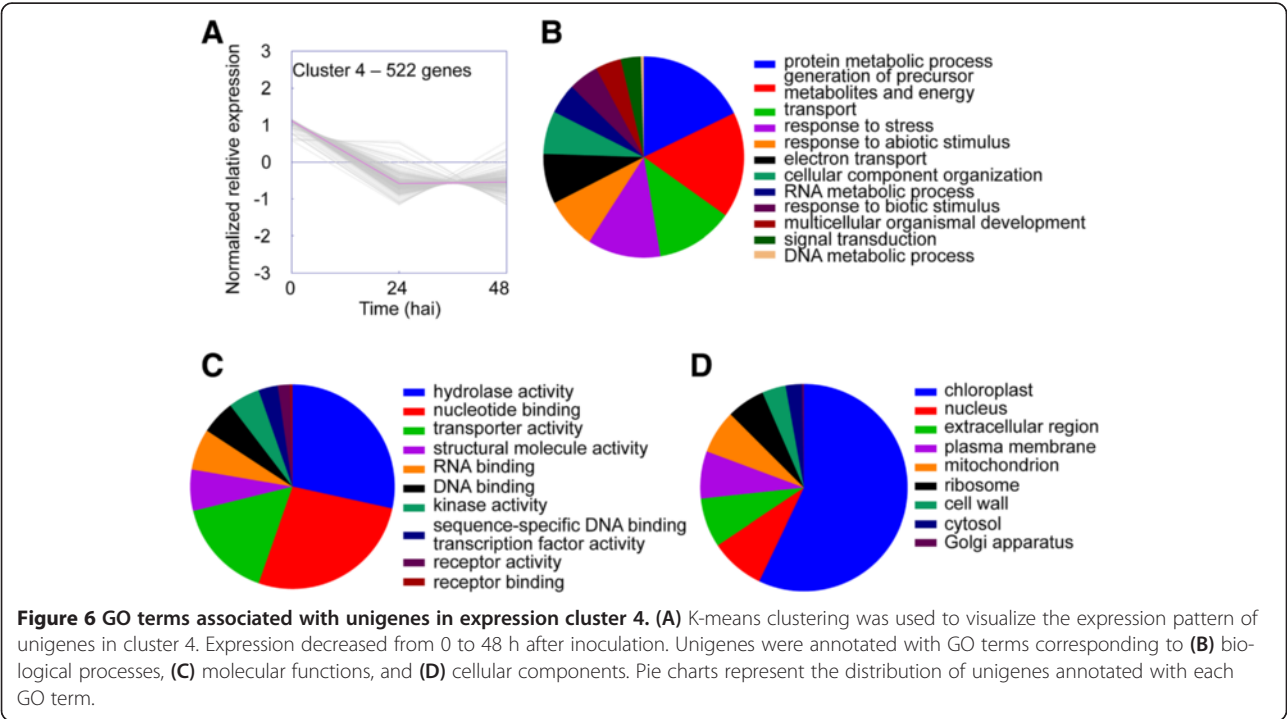 A
Normalized relative expression
3
2
1
0
-1
-2
-3
Cluster 4 – 522 genes
0 24 48
Time (hai)
B
protein metabolic process
generation of precursor
metabolites and energy
transport
response to stress
response to abiotic stimulus
electron transport
cellular component organization
RNA metabolic process
response to biotic stimulus
multicellular organismal development
signal transduction
DNA metabolic process
C
hydrolase activity
nucleotide binding
transporter activity
structural molecule activity
RNA binding
DNA binding
kinase activity
sequence-specific DNA binding
transcription factor activity
receptor activity
receptor binding
D
chloroplast
nucleus
extracellular region
plasma membrane
mitochondrion
ribosome
cell wall
cytosol
Golgi apparatus
Figure 6 GO terms associated with unigenes in expression cluster 4. (A) K-means clustering was used to visualize the expression pattern of
unigenes in cluster 4. Expression decreased from 0 to 48 h after inoculation. Unigenes were annotated with GO terms corresponding to (B) bio-
logical processes, (C) molecular functions, and (D) cellular components. Pie charts represent the distribution of unigenes annotated with each
GO term.